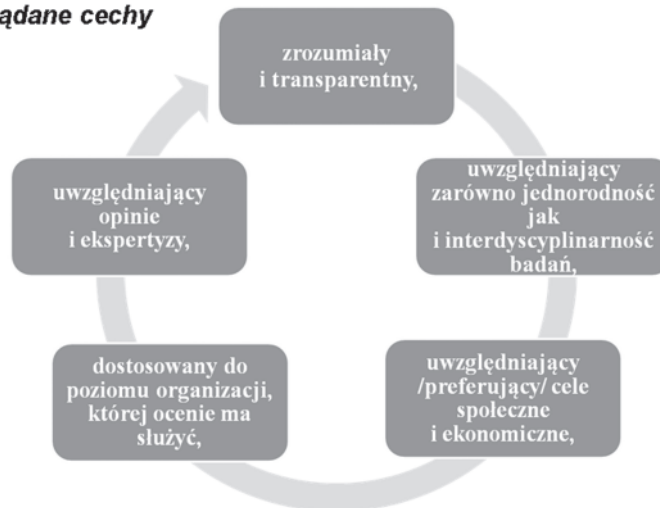 ądane cechy
zrozumiały
i transparentny,
uwzględniający
zarówno jednorodność
jak
i interdyscyplinarność
badań,
uwzględniający
/preferujący/ cele
społeczne
i ekonomiczne,
dostosowany do
poziomu organizacji,
której ocenie ma
służyć,
uwzględniający
opinie
i ekspertyzy,